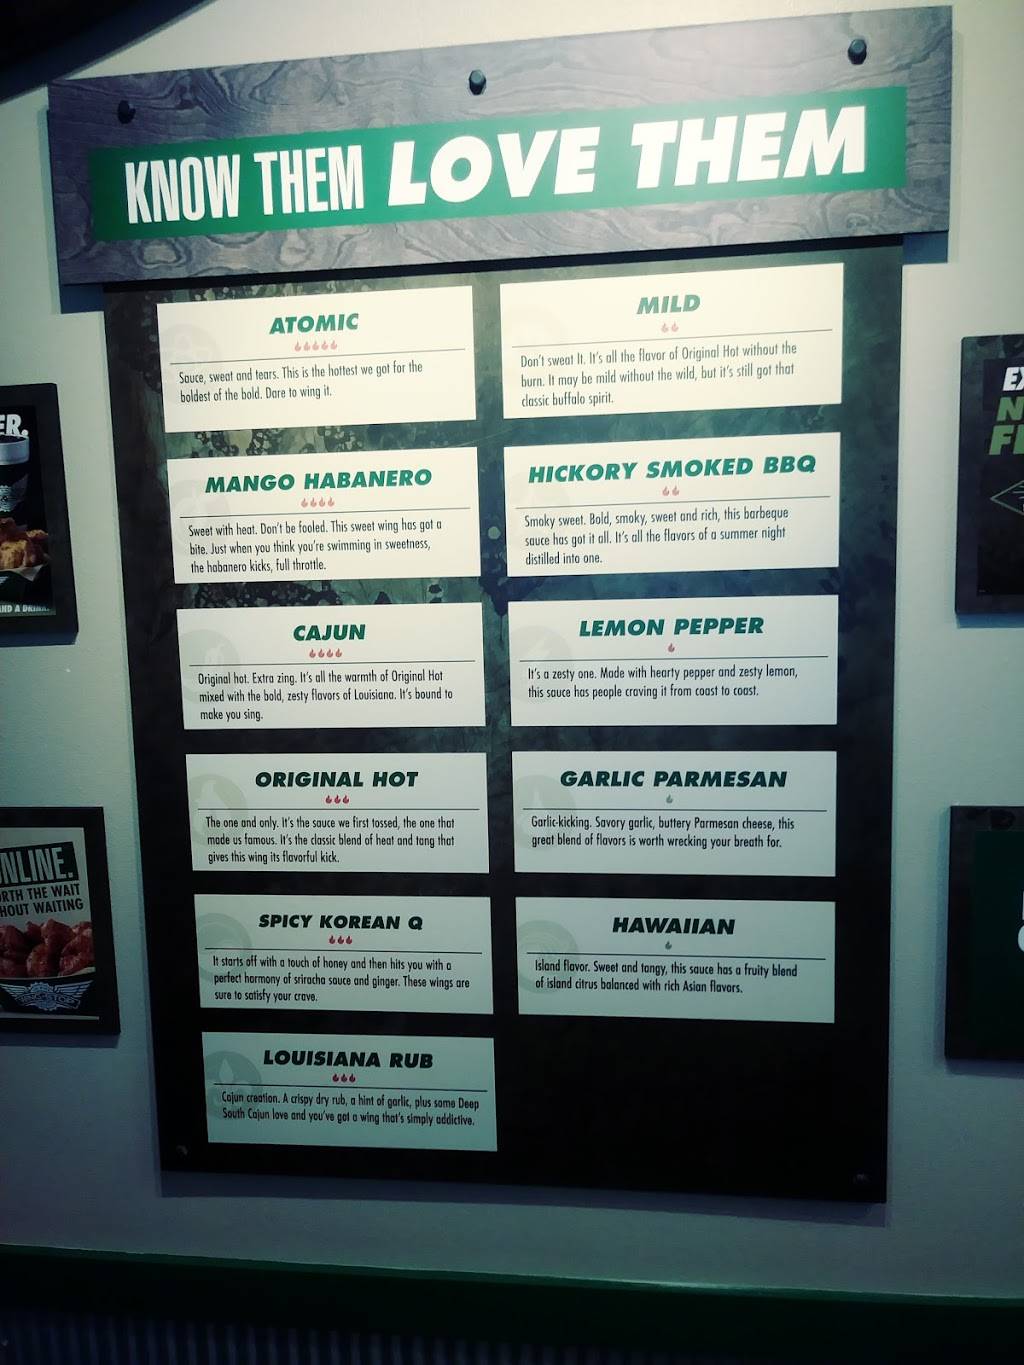 KNOW THEM LOVE THEM
ATOMIC
Sauce, sweat and tears. This is the hottest we got for the
boldest of the bold. Dare to wing it.
MANGO HABANERO
Sweet with heat. Don't be fooled. This sweet wing has got a
bite. Just when you think you're swimming in sweetness,
the habanero kicks, full throttle.
CAJUN
Original hot. Extra zing. It's all the warmth of Original Hot
mixed with the bold, zesty flavors of Louisiana. It's bound to
make you sing.
ORIGINAL HOT
The one and only. It's the sauce we first tossed, the one that
made us famous. It's the classic blend of heat and tang that
gives this wing its flavorful kick.
SPICY KOREAN Q
It starts off with a touch of honey and then hits you with a
perfect harmony of sriracha sauce and ginger. These wings are
sure to satisfy your crave.
LOUISIANA RUB
Cajun creation. A crispy dry rub, a hint of garlic, plus some Deep
South Cajun love and you've got a wing that's simply addictive.
MILD
Don't sweat It. It's all the flavor of Original Hot without the
burn. It may be mild without the wild, but it's still got that
classic buffalo spirit.
HICKORY SMOKED BBQ
Smoky sweet. Bold, smoky, sweet and rich, this barbeque
sauce has got it all. It's all the flavors of a summer night
distilled into one.
LEMON PEPPER
It's a zesty one. Made with hearty pepper and zesty lemon,
this sauce has people craving it from coast to coast.
GARLIC PARMESAN
Garlic-kicking. Savory garlic, buttery Parmesan cheese, this
great blend of flavors is worth wrecking your breath for.
HAWAIIAN
Island flavor. Sweet and tangy, this sauce has a fruity blend
of island citrus balanced with rich Asian flavors.
ER.
AND A DRINK.
NLINE.
RTH THE WAIT
HOUT WAITING
WING-STOP
EX
N
FL